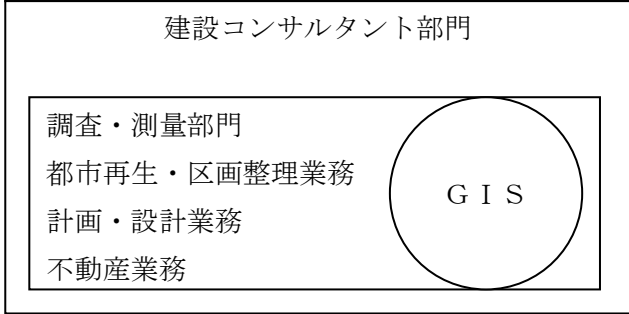 建設コンサルタント部門
調査・測量部門
都市再生・区画整理業務
計画・設計業務
不動産業務
ＧＩＳ